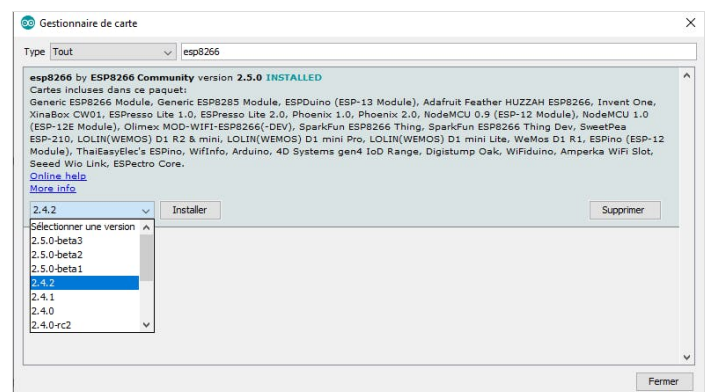 Gestionnaire de carte
Type Tout esp8266
esp8266 by ESP8266 Community version 2.5.0 INSTALLED
Cartes incluses dans ce paquet:
Generic ESP8266 Module, Generic ESP8285 Module, ESPDuino (ESP-13 Module), Adafruit Feather HUZZAH ESP8266, Invent One,
XinaBox CW01, ESPresso Lite 1.0, ESPresso Lite 2.0, Phoenix 1.0, Phoenix 2.0, NodeMCU 0.9 (ESP-12 Module), NodeMCU 1.0
(ESP-12E Module), Olimex MOD-WIFI-ESP8266(-DEV), SparkFun ESP8266 Thing, SparkFun ESP8266 Thing Dev, SweetPea
ESP-210, LOLIN(WEMOS) D1 R2 & mini, LOLIN(WEMOS) D1 mini Pro, LOLIN(WEMOS) D1 mini Lite, WeMos D1 R1, ESPino (ESP-12
Module), ThaiEasyElec's ESPino, WifInfo, Arduino, 4D Systems gen4 IoD Range, Digistump Oak, WiFiduino, Amperka WiFi Slot,
Seeed Wio Link, ESPectro Core.
Online help
More info
2.4.2 Installer Supprimer
Sélectionner une version
2.5.0-beta3
2.5.0-beta2
2.5.0-beta1
2.4.2
2.4.1
2.4.0
2.4.0-rc2
Fermer